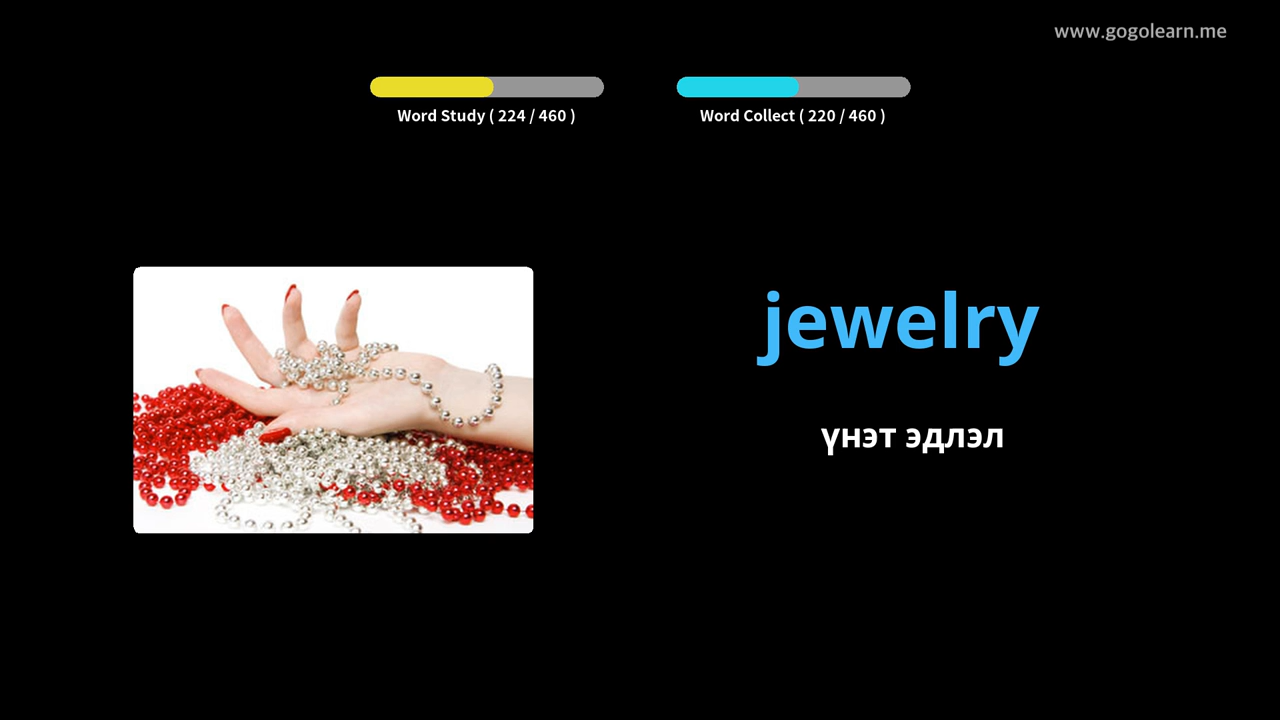 www.gogolearn.me
Word Study ( 224 / 460 )
Word Collect ( 220 / 460 )
jewelry
үнэт эдлэл